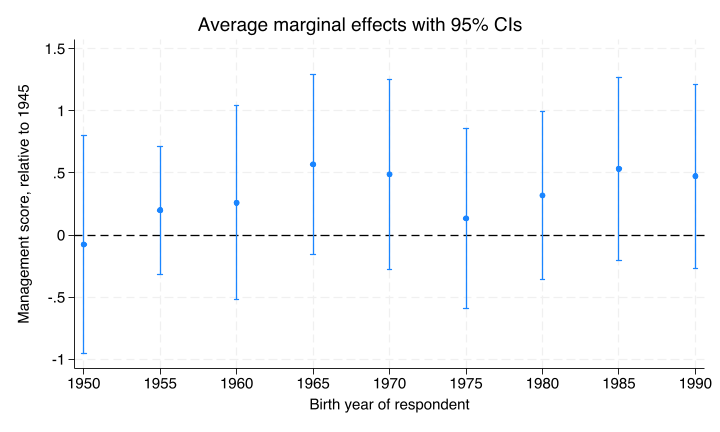 Average marginal effects with 95% CIs
Management score, relative to 1945
1.5
1
.5
0
-.5
-1
1950 1955 1960 1965 1970 1975 1980 1985 1990
Birth year of respondent